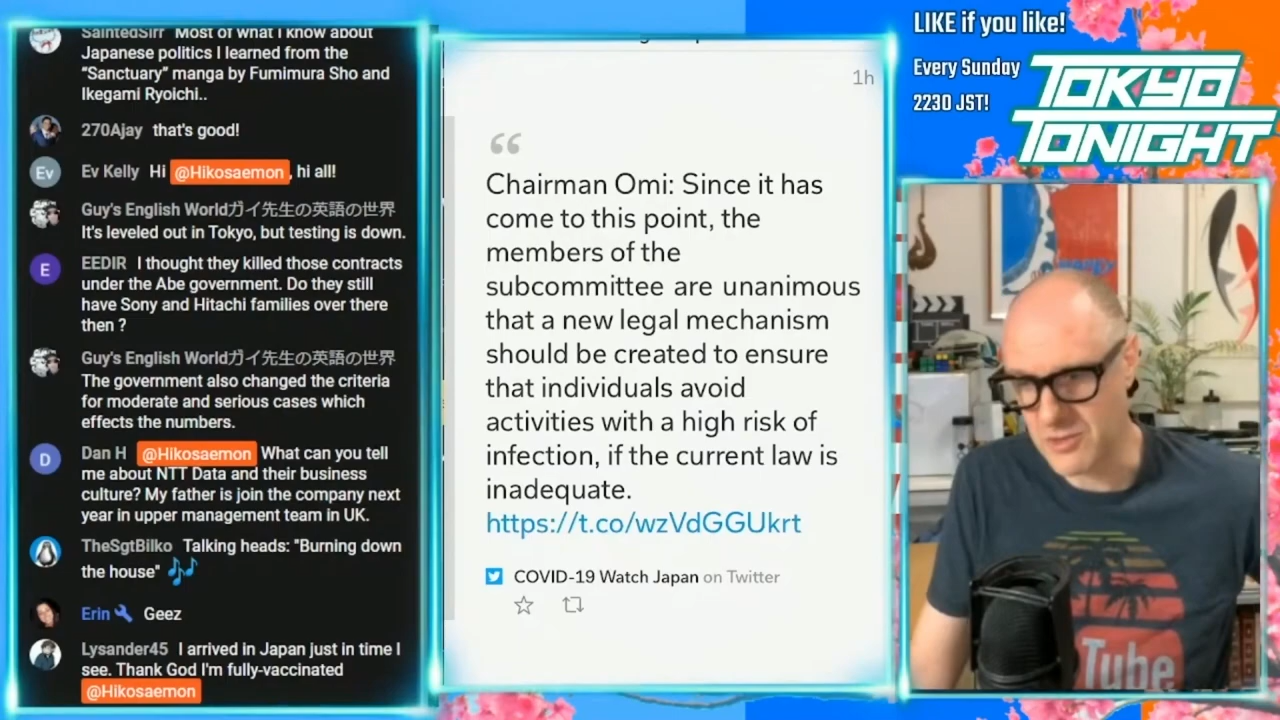 SaintedSirr Most of what I know about
Japanese politics I learned from the
"Sanctuary" manga by Fumimura Sho and
Ikegami Ryoichi..
270Ajay that's good!
Ev
Ev Kelly Hi @Hikosaemon, hi all!
Guy's English Worldガイ先生の英語の世界
It's leveled out in Tokyo, but testing is down.
E
EEDIR I thought they killed those contracts
under the Abe government. Do they still
have Sony and Hitachi families over there
then ?
Guy's English Worldガイ先生の英語の世界
The government also changed the criteria
for moderate and serious cases which
effects the numbers.
D
Dan H @Hikosaemon What can you tell
me about NTT Data and their business
culture? My father is join the company next
year in upper management team in UK.
TheSgtBilko Talking heads: "Burning down
the house" 🎶
Erin Geez
Lysander45 I arrived in Japan just in time I
see. Thank God I'm fully-vaccinated
@Hikosaemon
1h
“
Chairman Omi: Since it has
come to this point, the
members of the
subcommittee are unanimous
that a new legal mechanism
should be created to ensure
that individuals avoid
activities with a high risk of
infection, if the current law is
inadequate.
https://t.co/wzVdGGUkrt
COVID-19 Watch Japan on Twitter
LIKE if you like!
Every Sunday
2230 JST!
TOKYO
TONIGHT
Tube